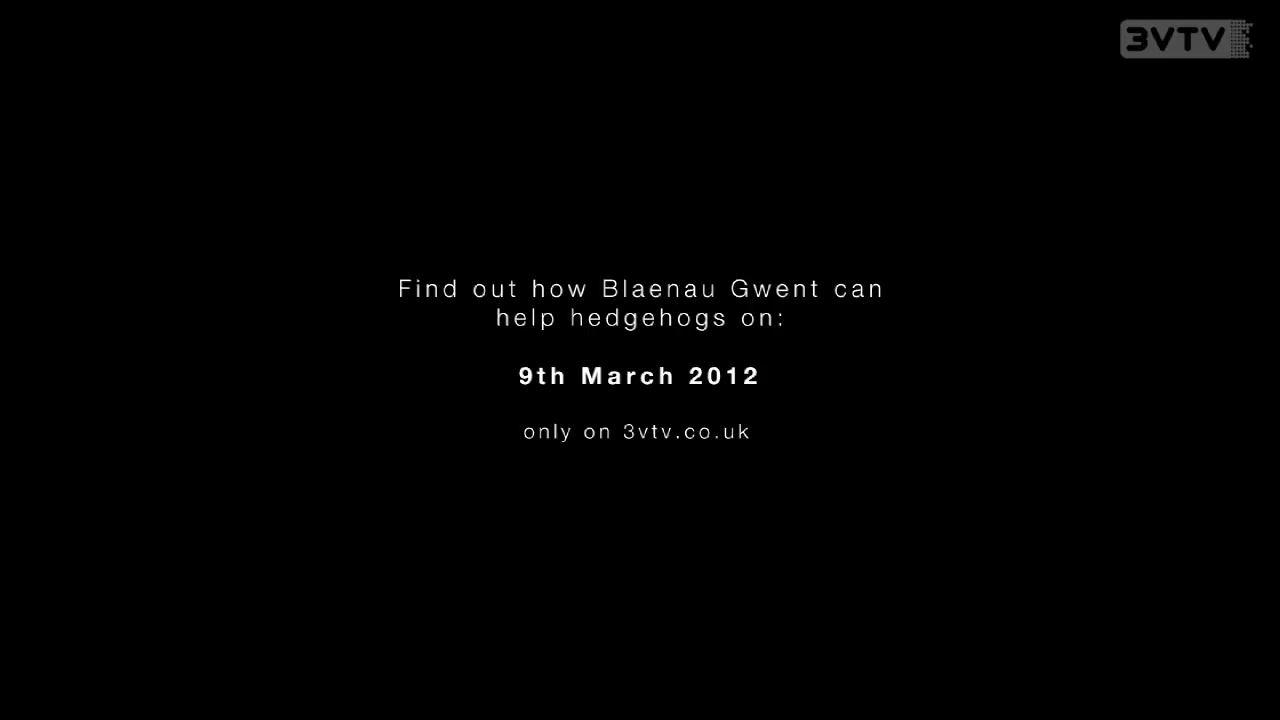 3VTV
Find out how Blaenau Gwent can
help hedgehogs on:
9th March 2012
only on 3vtv.co.uk